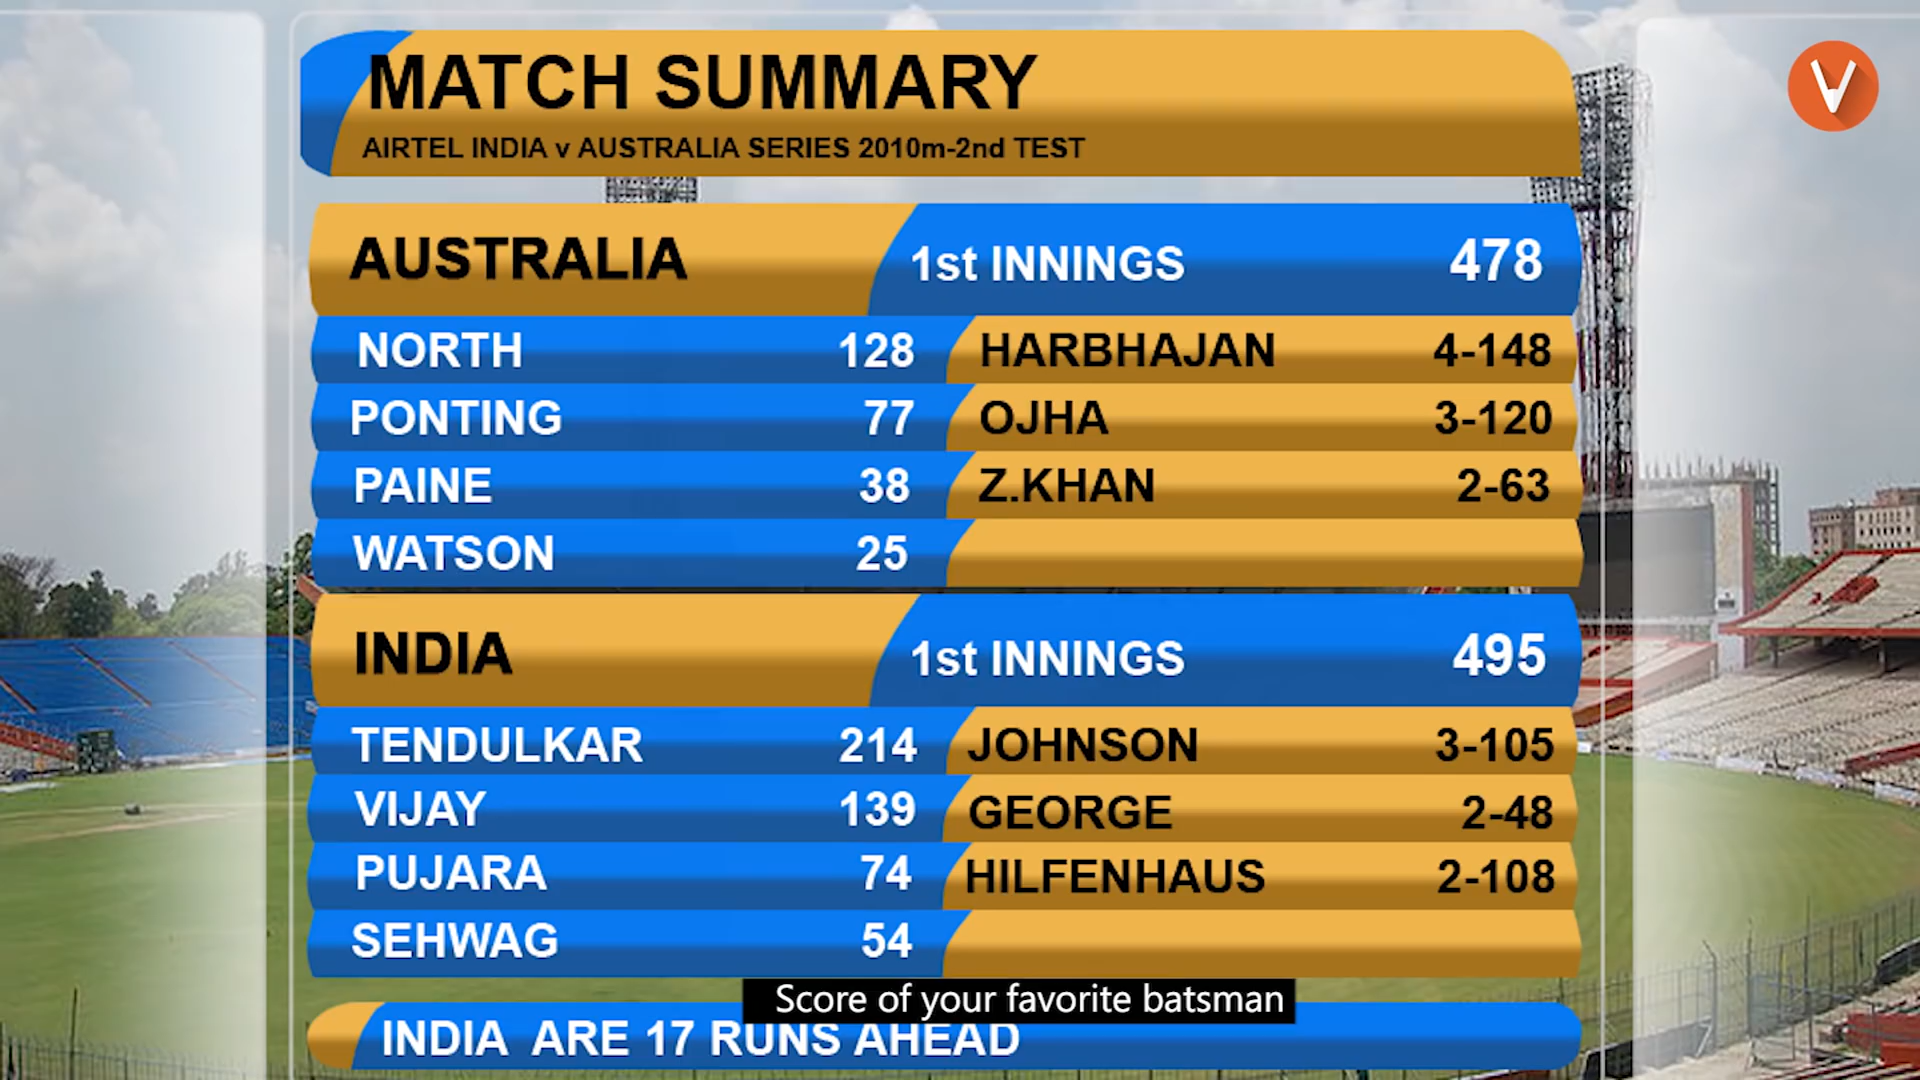 MATCH SUMMARY
AIRTEL INDIA v AUSTRALIA SERIES 2010m-2nd TEST
AUSTRALIA 1st INNINGS 478
NORTH 128 HARBHAJAN 4-148
PONTING 77 OJHA 3-120
PAINE 38 Z.KHAN 2-63
WATSON 25
INDIA 1st INNINGS 495
TENDULKAR 214 JOHNSON 3-105
VIJAY 139 GEORGE 2-48
PUJARA 74 HILFENHAUS 2-108
SEHWAG 54
Score of your favorite batsman
INDIA ARE 17 RUNS AHEAD